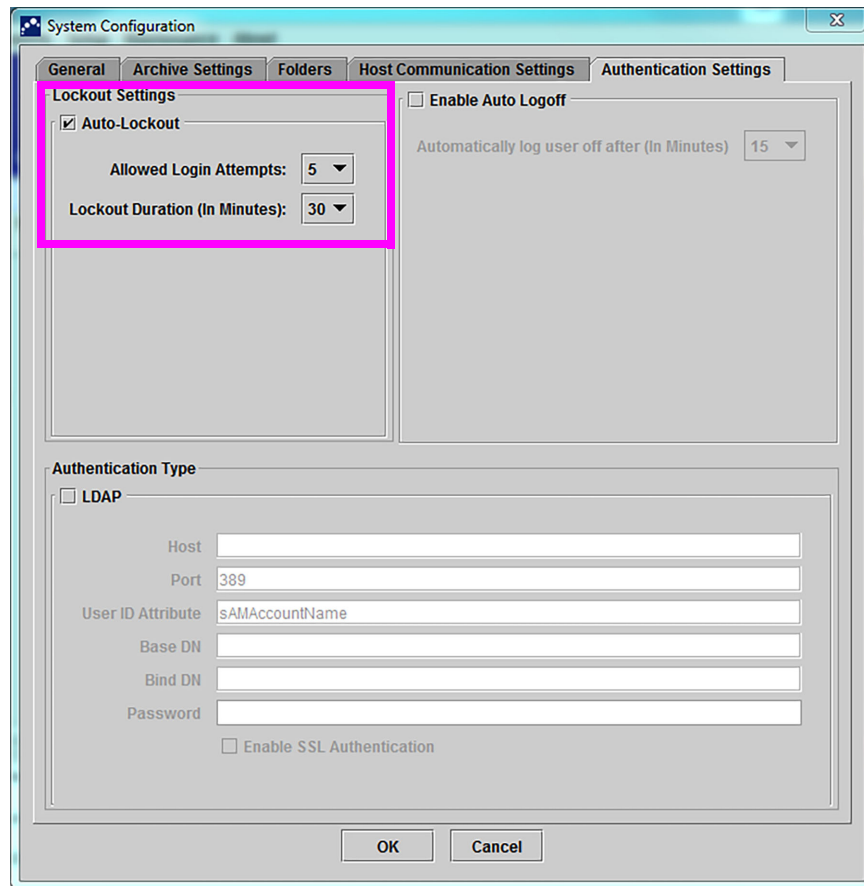 System Configuration
General Archive Settings Folders Host Communication Settings Authentication Settings
Lockout Settings
Auto-Lockout
Allowed Login Attempts: 5
Lockout Duration (In Minutes): 30
Enable Auto Logoff
Automatically log user off after (In Minutes) 15
Authentication Type
LDAP
Host
Port 389
User ID Attribute sAMAccountName
Base DN
Bind DN
Password
Enable SSL Authentication
OK Cancel